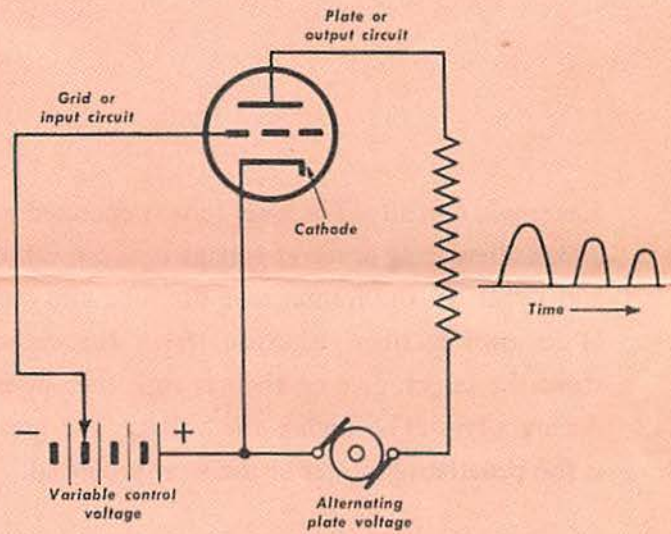 Plate or
output circuit
Grid or
input circuit
Cathode
Time
− +
Variable control
voltage
Alternating
plate voltage